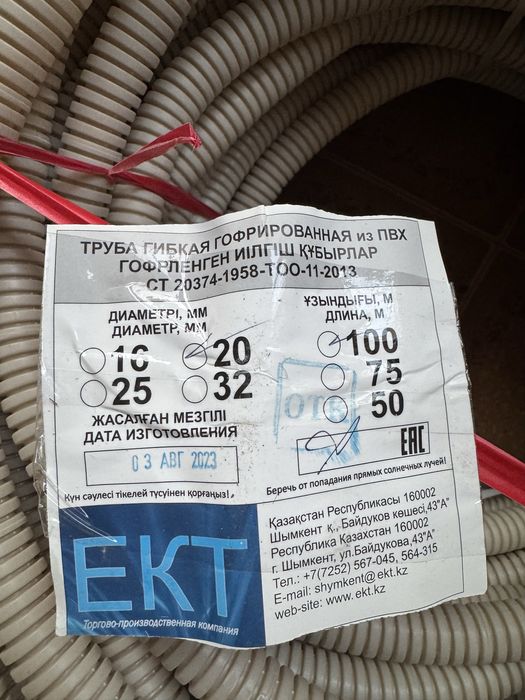 ТРУБА ГИБКАЯ ГОФРИРОВАННАЯ из ПВХ
ГОФРЛЕНГЕН ИІЛГІШ ҚҰБЫРЛАР
СТ 20374-1958-ТОО-11-2013
ДИАМЕТРІ, ММ
ДИАМЕТР, ММ
16 20
25 32
ҰЗЫНДЫҒЫ, М
ДЛИНА, М
100
75
50
ЖАСАЛҒАН МЕЗГІЛІ
ДАТА ИЗГОТОВЛЕНИЯ
03 АВГ 2023
ОТК
ЕАС
Күн сәулесі тікелей түсуінен қорғаңыз!
Беречь от попадания прямых солнечных лучей!
ЕКТ
Торгово-производственная компания
Қазақстан Республикасы 160002
Шымкент қ., Байдуков көшесі,43"А"
Республика Казахстан 160002
г. Шымкент, ул.Байдукова,43"А"
Тел.: +7(7252) 567-045, 564-315
E-mail: shymkent@ekt.kz
web-site: www.ekt.kz